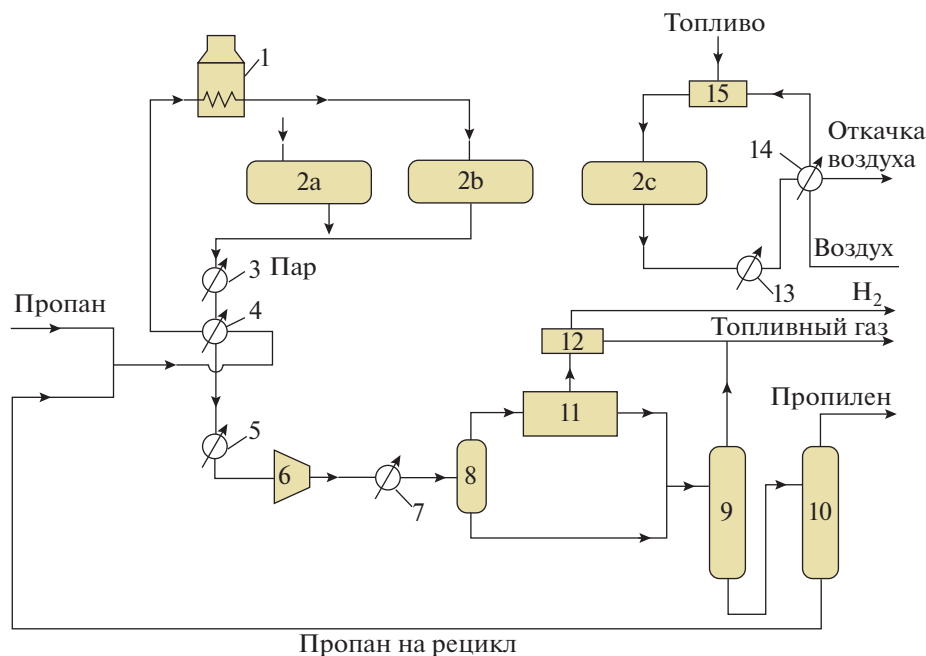 Топливо
1
15
Откачка
воздуха
14
2a
2b
2c
Воздух
3 Пар
13
Пропан
4
H₂
Топливный газ
12
Пропилен
11
5
6
7
8
9
10
Пропан на рецикл